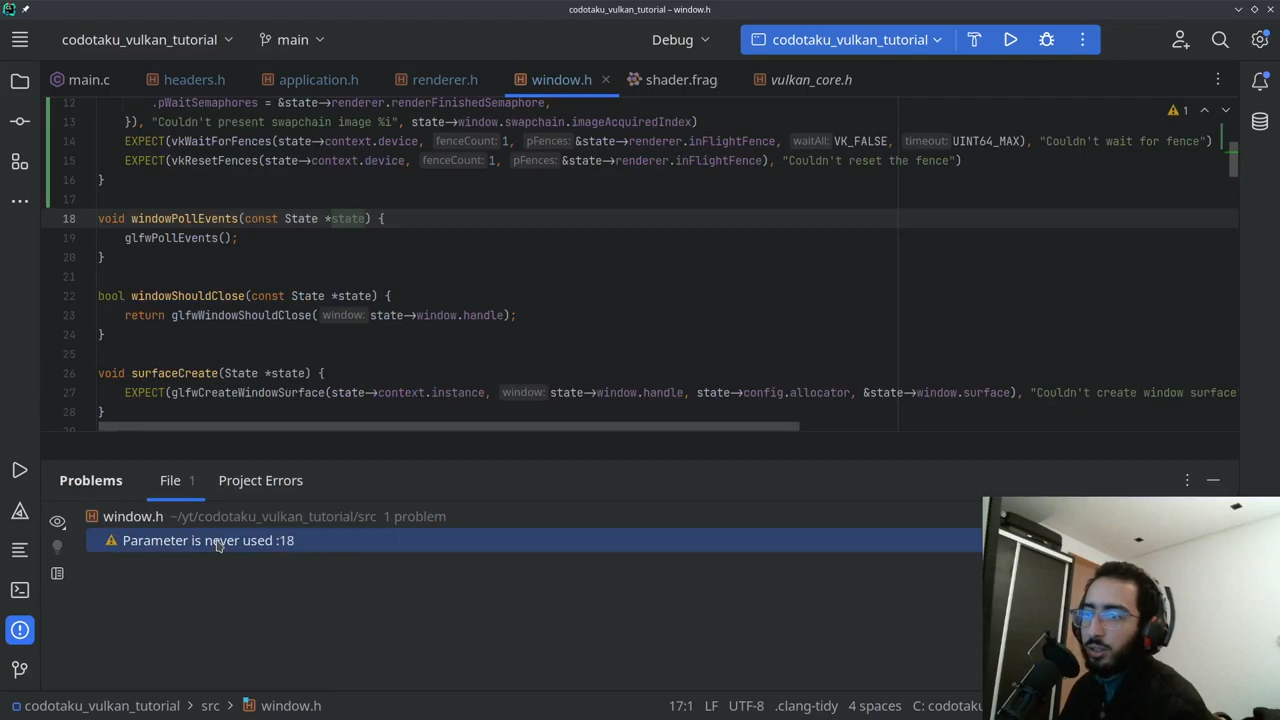 codotaku_vulkan_tutorial – window.h
codotaku_vulkan_tutorial main Debug codotaku_vulkan_tutorial
main.c headers.h application.h renderer.h window.h shader.frag vulkan_core.h
12 .pWaitSemaphores = &state→renderer.renderFinishedSemaphore,
13 }), "Couldn't present swapchain image %i", state→window.swapchain.imageAcquiredIndex)
14 EXPECT(vkWaitForFences(state→context.device, fenceCount: 1, pFences: &state→renderer.inFlightFence, waitAll: VK_FALSE, timeout: UINT64_MAX), "Couldn't wait for fence")
15 EXPECT(vkResetFences(state→context.device, fenceCount: 1, pFences: &state→renderer.inFlightFence), "Couldn't reset the fence")
16 }
17
18 void windowPollEvents(const State *state) {
19 glfwPollEvents();
20 }
21
22 bool windowShouldClose(const State *state) {
23 return glfwWindowShouldClose( window: state→window.handle);
24 }
25
26 void surfaceCreate(State *state) {
27 EXPECT(glfwCreateWindowSurface(state→context.instance, window: state→window.handle, state→config.allocator, &state→window.surface), "Couldn't create window surface
28 }
1
Problems File 1 Project Errors
window.h ~/yt/codotaku_vulkan_tutorial/src 1 problem
Parameter is never used :18
codotaku_vulkan_tutorial > src > window.h 17:1 LF UTF-8 .clang-tidy 4 spaces C: codotaku